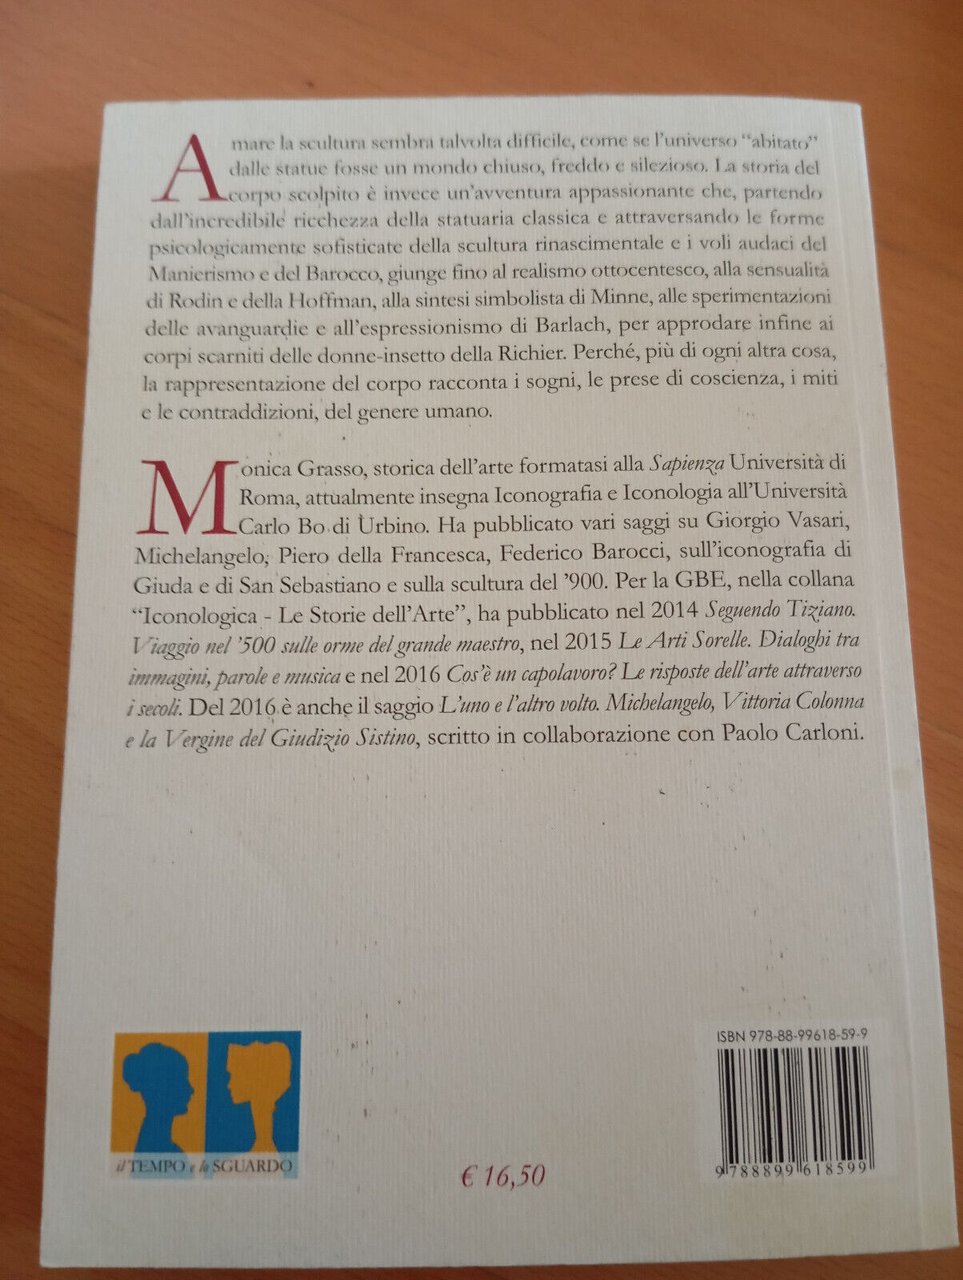 Amare la scultura sembra talvolta difficile, come se l'universo "abitato"
dalle statue fosse un mondo chiuso, freddo e silezioso. La storia del
corpo scolpito è invece un'avventura appassionante che, partendo
dall'incredibile ricchezza della statuaria classica e attraversando le forme
psicologicamente sofisticate della scultura rinascimentale e i voli audaci del
Manierismo e del Barocco, giunge fino al realismo ottocentesco, alla sensualità
di Rodin e della Hoffman, alla sintesi simbolista di Minne, alle sperimentazioni
delle avanguardie e all'espressionismo di Barlach, per approdare infine ai
corpi scarniti delle donne-insetto della Richier. Perché, più di ogni altra cosa,
la rappresentazione del corpo racconta i sogni, le prese di coscienza, i miti
e le contraddizioni, del genere umano.
Monica Grasso, storica dell'arte formatasi alla Sapienza Università di
Roma, attualmente insegna Iconografia e Iconologia all'Università
Carlo Bo di Urbino. Ha pubblicato vari saggi su Giorgio Vasari,
Michelangelo, Piero della Francesca, Federico Barocci, sull'iconografia di
Giuda e di San Sebastiano e sulla scultura del '900. Per la GBE, nella collana
"Iconologica - Le Storie dell'Arte", ha pubblicato nel 2014 Seguendo Tiziano.
Viaggio nel '500 sulle orme del grande maestro, nel 2015 Le Arti Sorelle. Dialoghi tra
immagini, parole e musica e nel 2016 Cos'è un capolavoro? Le risposte dell'arte attraverso
i secoli. Del 2016 è anche il saggio L'uno e l'altro volto. Michelangelo, Vittoria Colonna
e la Vergine del Giudizio Sistino, scritto in collaborazione con Paolo Carloni.
ISBN 978-88-99618-59-9
9 788899 618599
il TEMPO e lo SGUARDO
€ 16,50